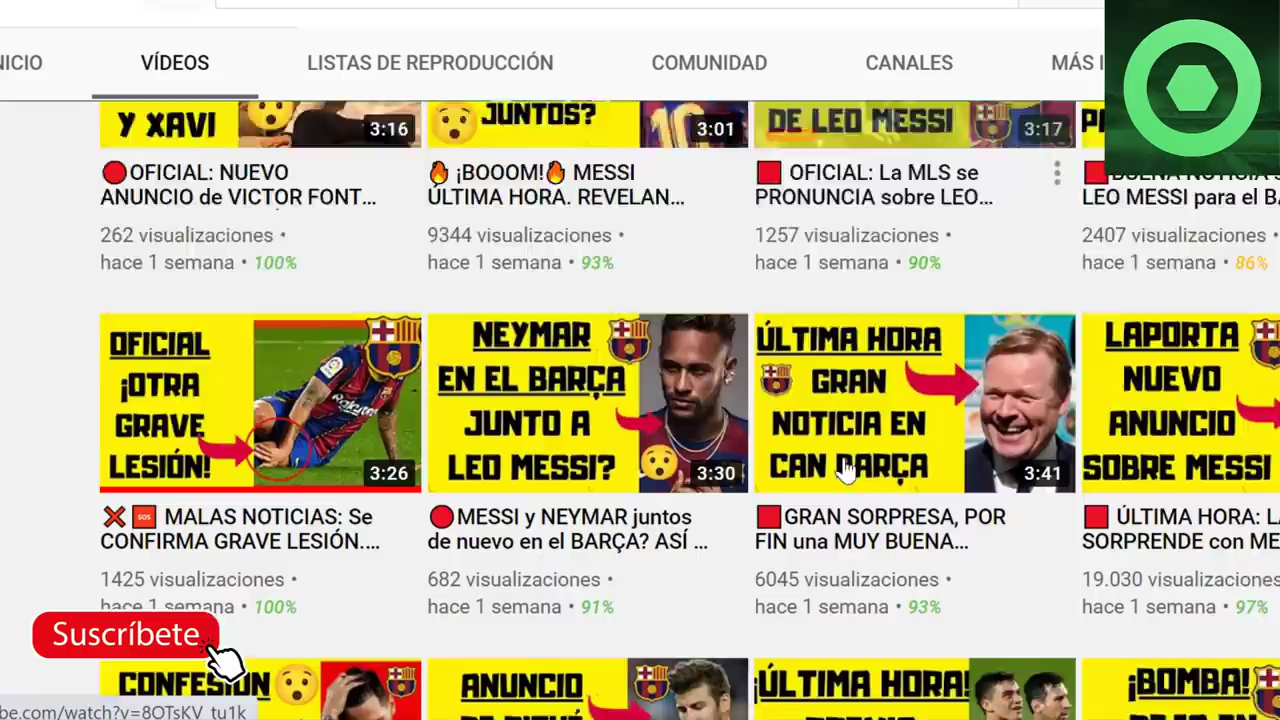 NICIO
VÍDEOS
LISTAS DE REPRODUCCIÓN
COMUNIDAD
CANALES
MÁS I
Y XAVI
3:16
JUNTOS?
3:01
DE LEO MESSI
3:17
OFICIAL: NUEVO
ANUNCIO de VICTOR FONT...
262 visualizaciones •
hace 1 semana • 100%
¡BOOOM! MESSI
ÚLTIMA HORA. REVELAN...
9344 visualizaciones •
hace 1 semana • 93%
OFICIAL: La MLS se
PRONUNCIA sobre LEO...
1257 visualizaciones •
hace 1 semana • 90%
BUENA NOTICIA
LEO MESSI para el BA
2407 visualizaciones •
hace 1 semana • 86%
OFICIAL
¡OTRA
GRAVE
LESIÓN!
Rakuten
3:26
NEYMAR
EN EL BARÇA
JUNTO A
LEO MESSI?
3:30
ÚLTIMA HORA
GRAN
NOTICIA EN
CAN BARÇA
3:41
LAPORTA
NUEVO
ANUNCIO
SOBRE MESSI
SOS MALAS NOTICIAS: Se
CONFIRMA GRAVE LESIÓN....
1425 visualizaciones •
hace 1 semana • 100%
MESSI y NEYMAR juntos
de nuevo en el BARÇA? ASÍ ...
682 visualizaciones •
hace 1 semana • 91%
GRAN SORPRESA, POR
FIN una MUY BUENA...
6045 visualizaciones •
hace 1 semana • 93%
ÚLTIMA HORA: LA
SORPRENDE con ME
19.030 visualizaciones
hace 1 semana • 97%
Suscríbete
CONFESIÓN
ANUNCIO
¡ÚLTIMA HORA!
¡BOMBA!
be.com/watch?v=8OTsKV_tu1k